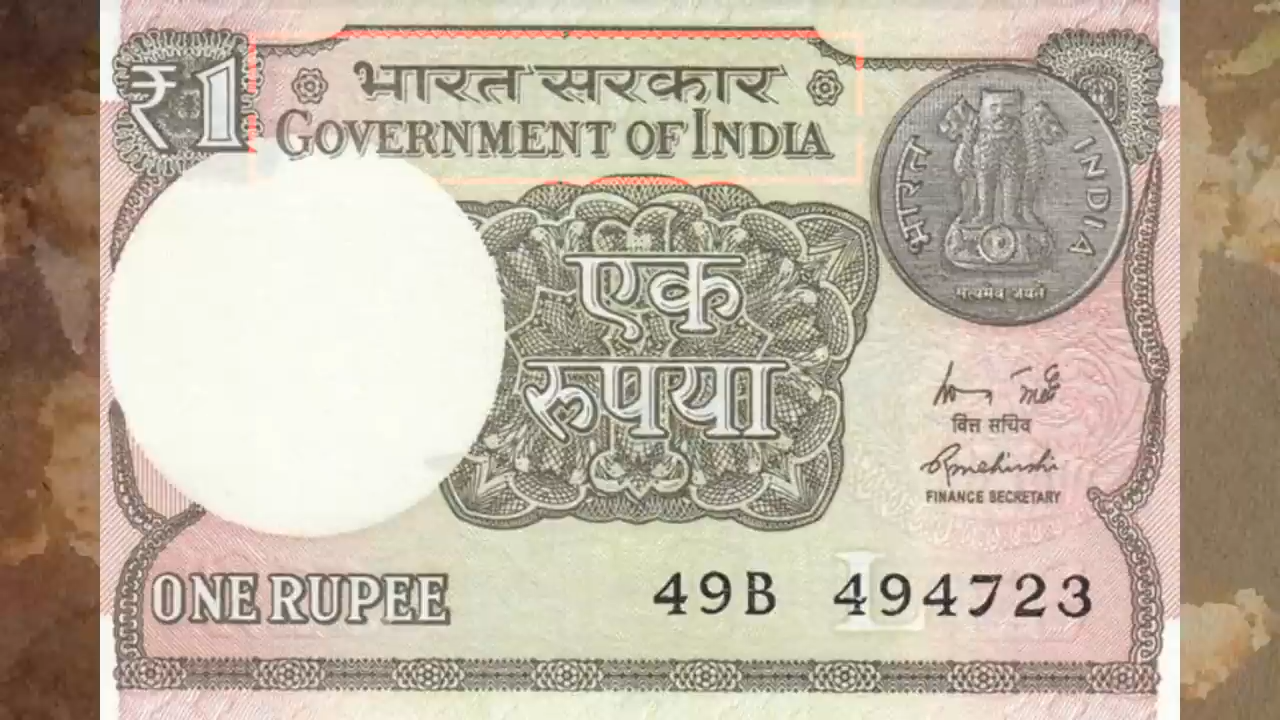 ₹1
भारत सरकार
GOVERNMENT OF INDIA
भारत INDIA
सत्यमेव जयते
एक
रुपया
वित्त सचिव
FINANCE SECRETARY
ONE RUPEE
49B 494723
L